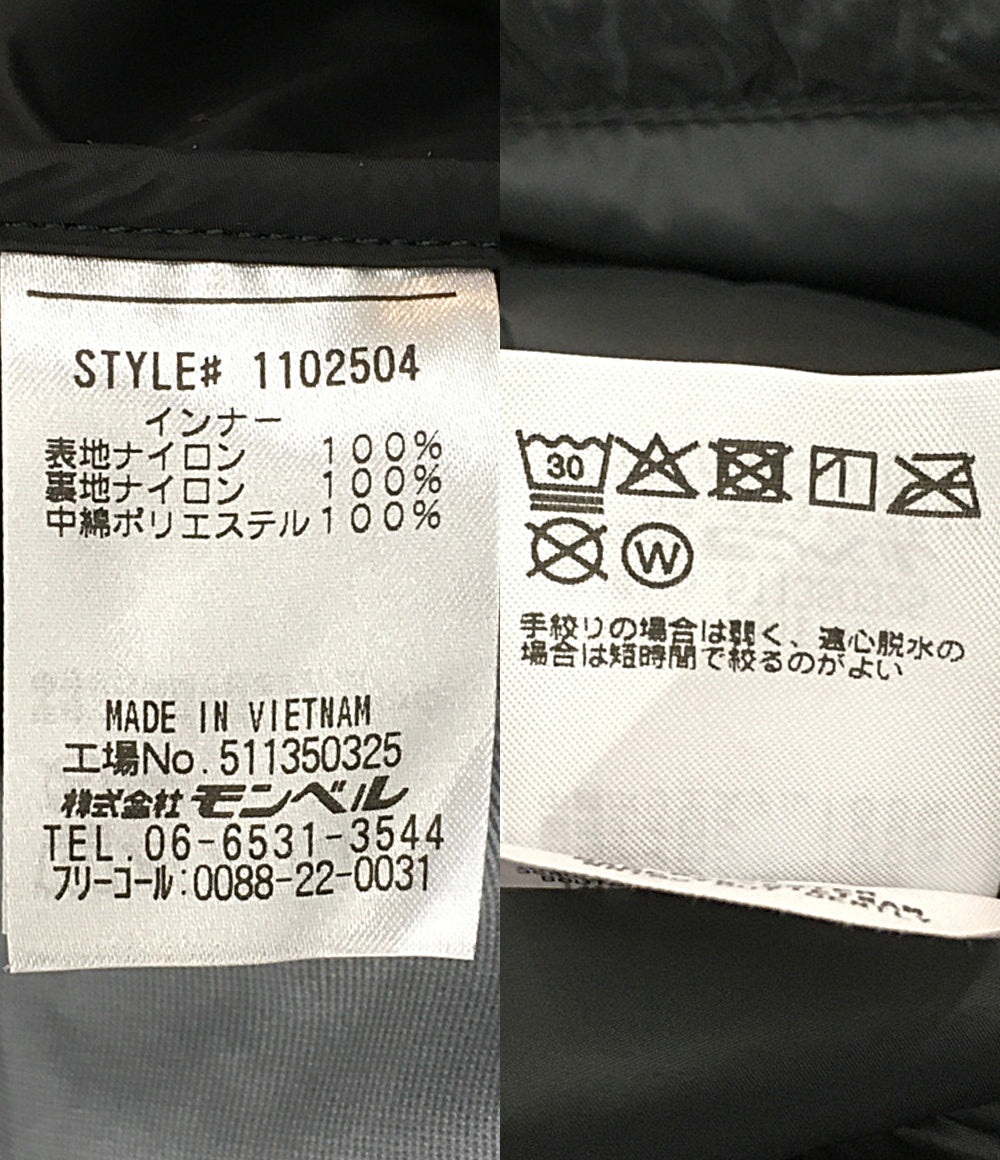 STYLE# 1102504
インナー
表地ナイロン 100%
裏地ナイロン 100%
中綿ポリエステル100%
MADE IN VIETNAM
工場No.511350325
株式会社 モンベル
TEL.06-6531-3544
フリーコール:0088-22-0031
30
W
手絞りの場合は弱く、遠心脱水の
場合は短時間で絞るのがよい